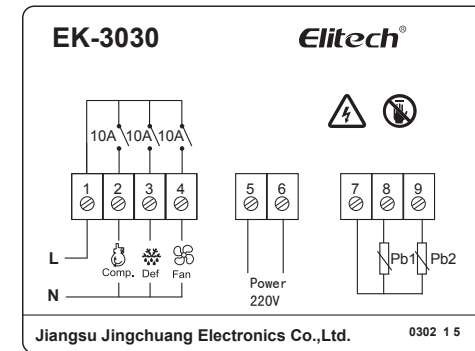 EK-3030
Elitech®
10A 10A 10A
1 2 3 4 5 6 7 8 9
L
Pb1 Pb2
Comp. Def Fan
N
Power
220V
Jiangsu Jingchuang Electronics Co.,Ltd.
0302 1 5